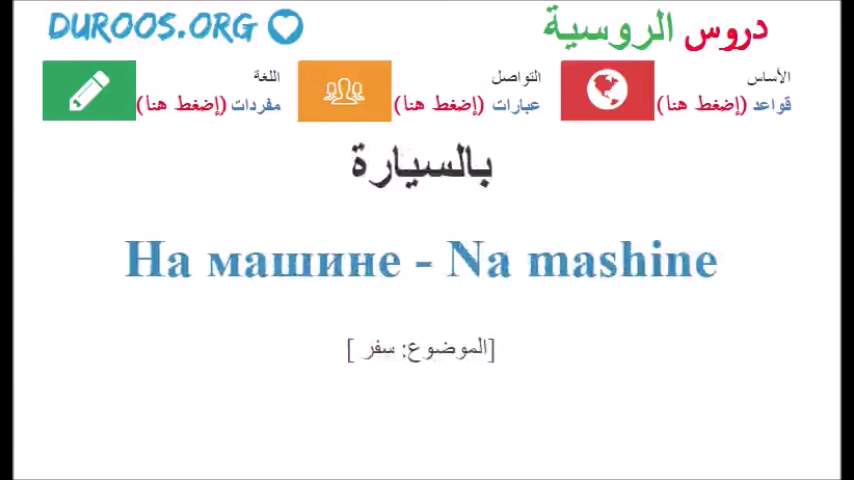 DUROOS.ORG
دروس الروسية
الأساس
قواعد (إضغط هنا)
التواصل
عبارات (إضغط هنا)
اللغة
مفردات (إضغط هنا)
بالسيارة
На машине - Na mashine
[الموضوع: سفر ]